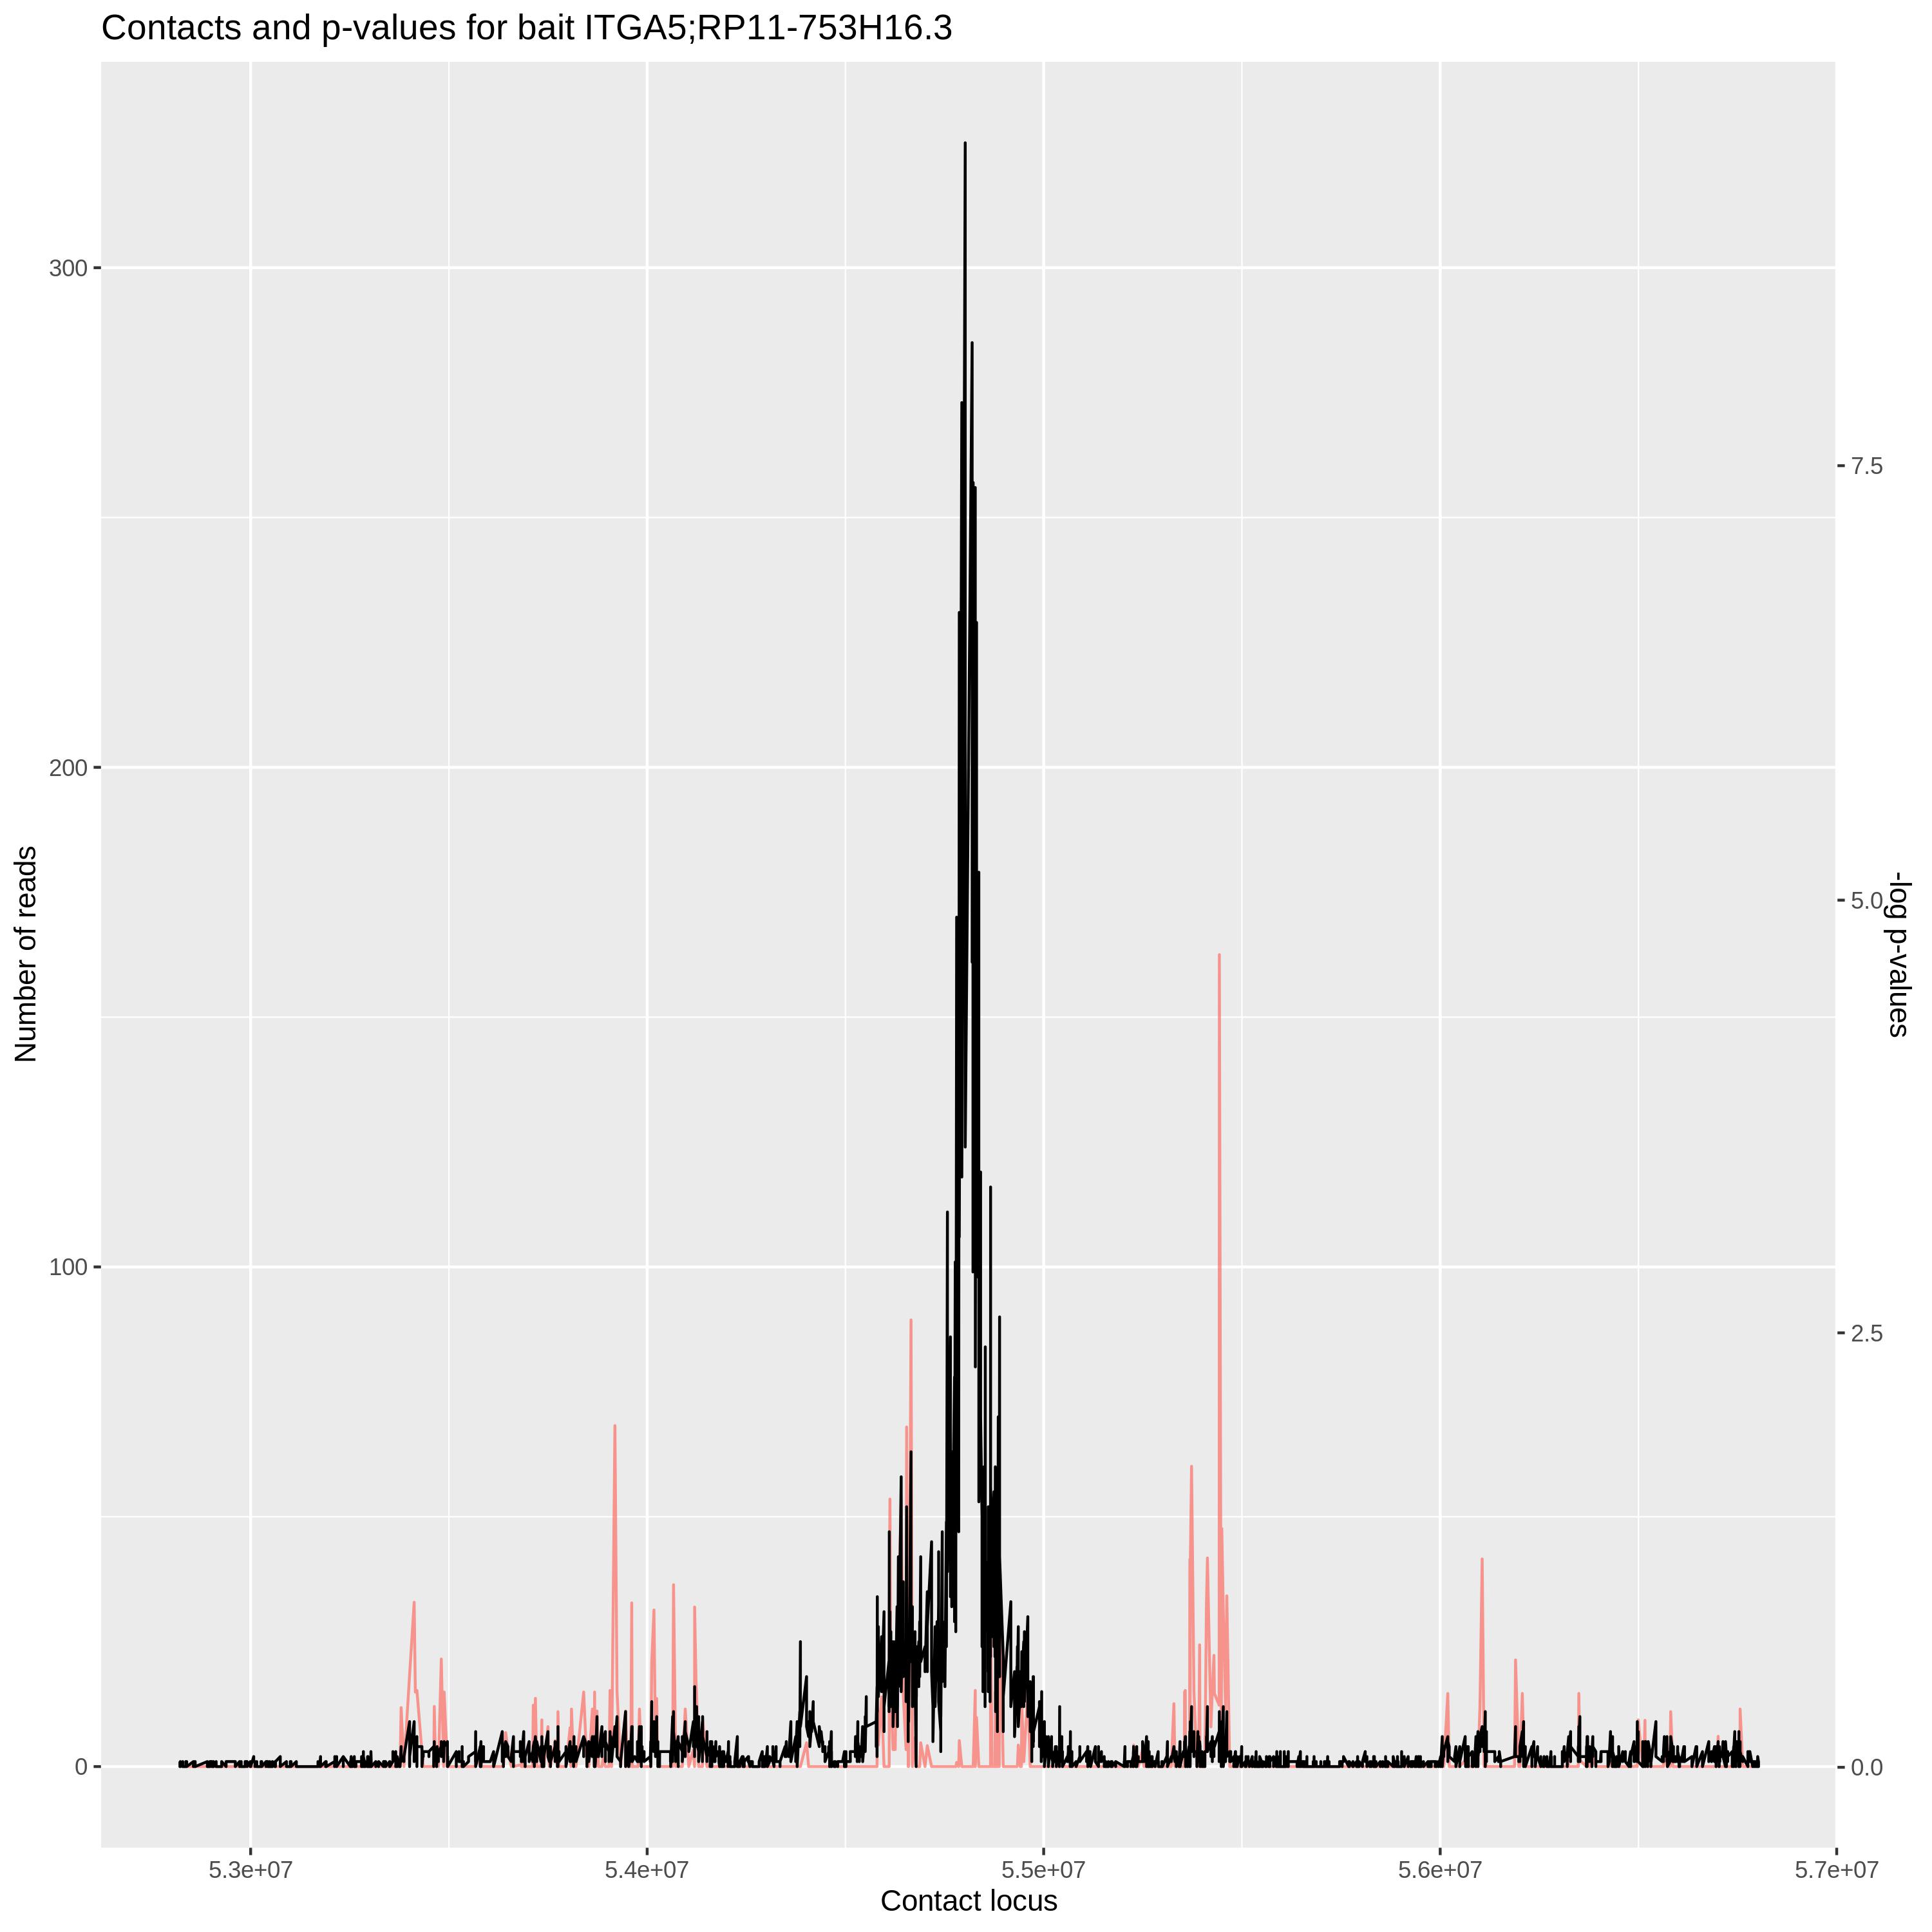 Contacts and p-values for bait ITGA5;RP11-753H16.3
Number of reads
300
200
100
0
7.5
5.0
2.5
0.0
-log p-values
5.3e+07
5.4e+07
5.5e+07
5.6e+07
5.7e+07
Contact locus